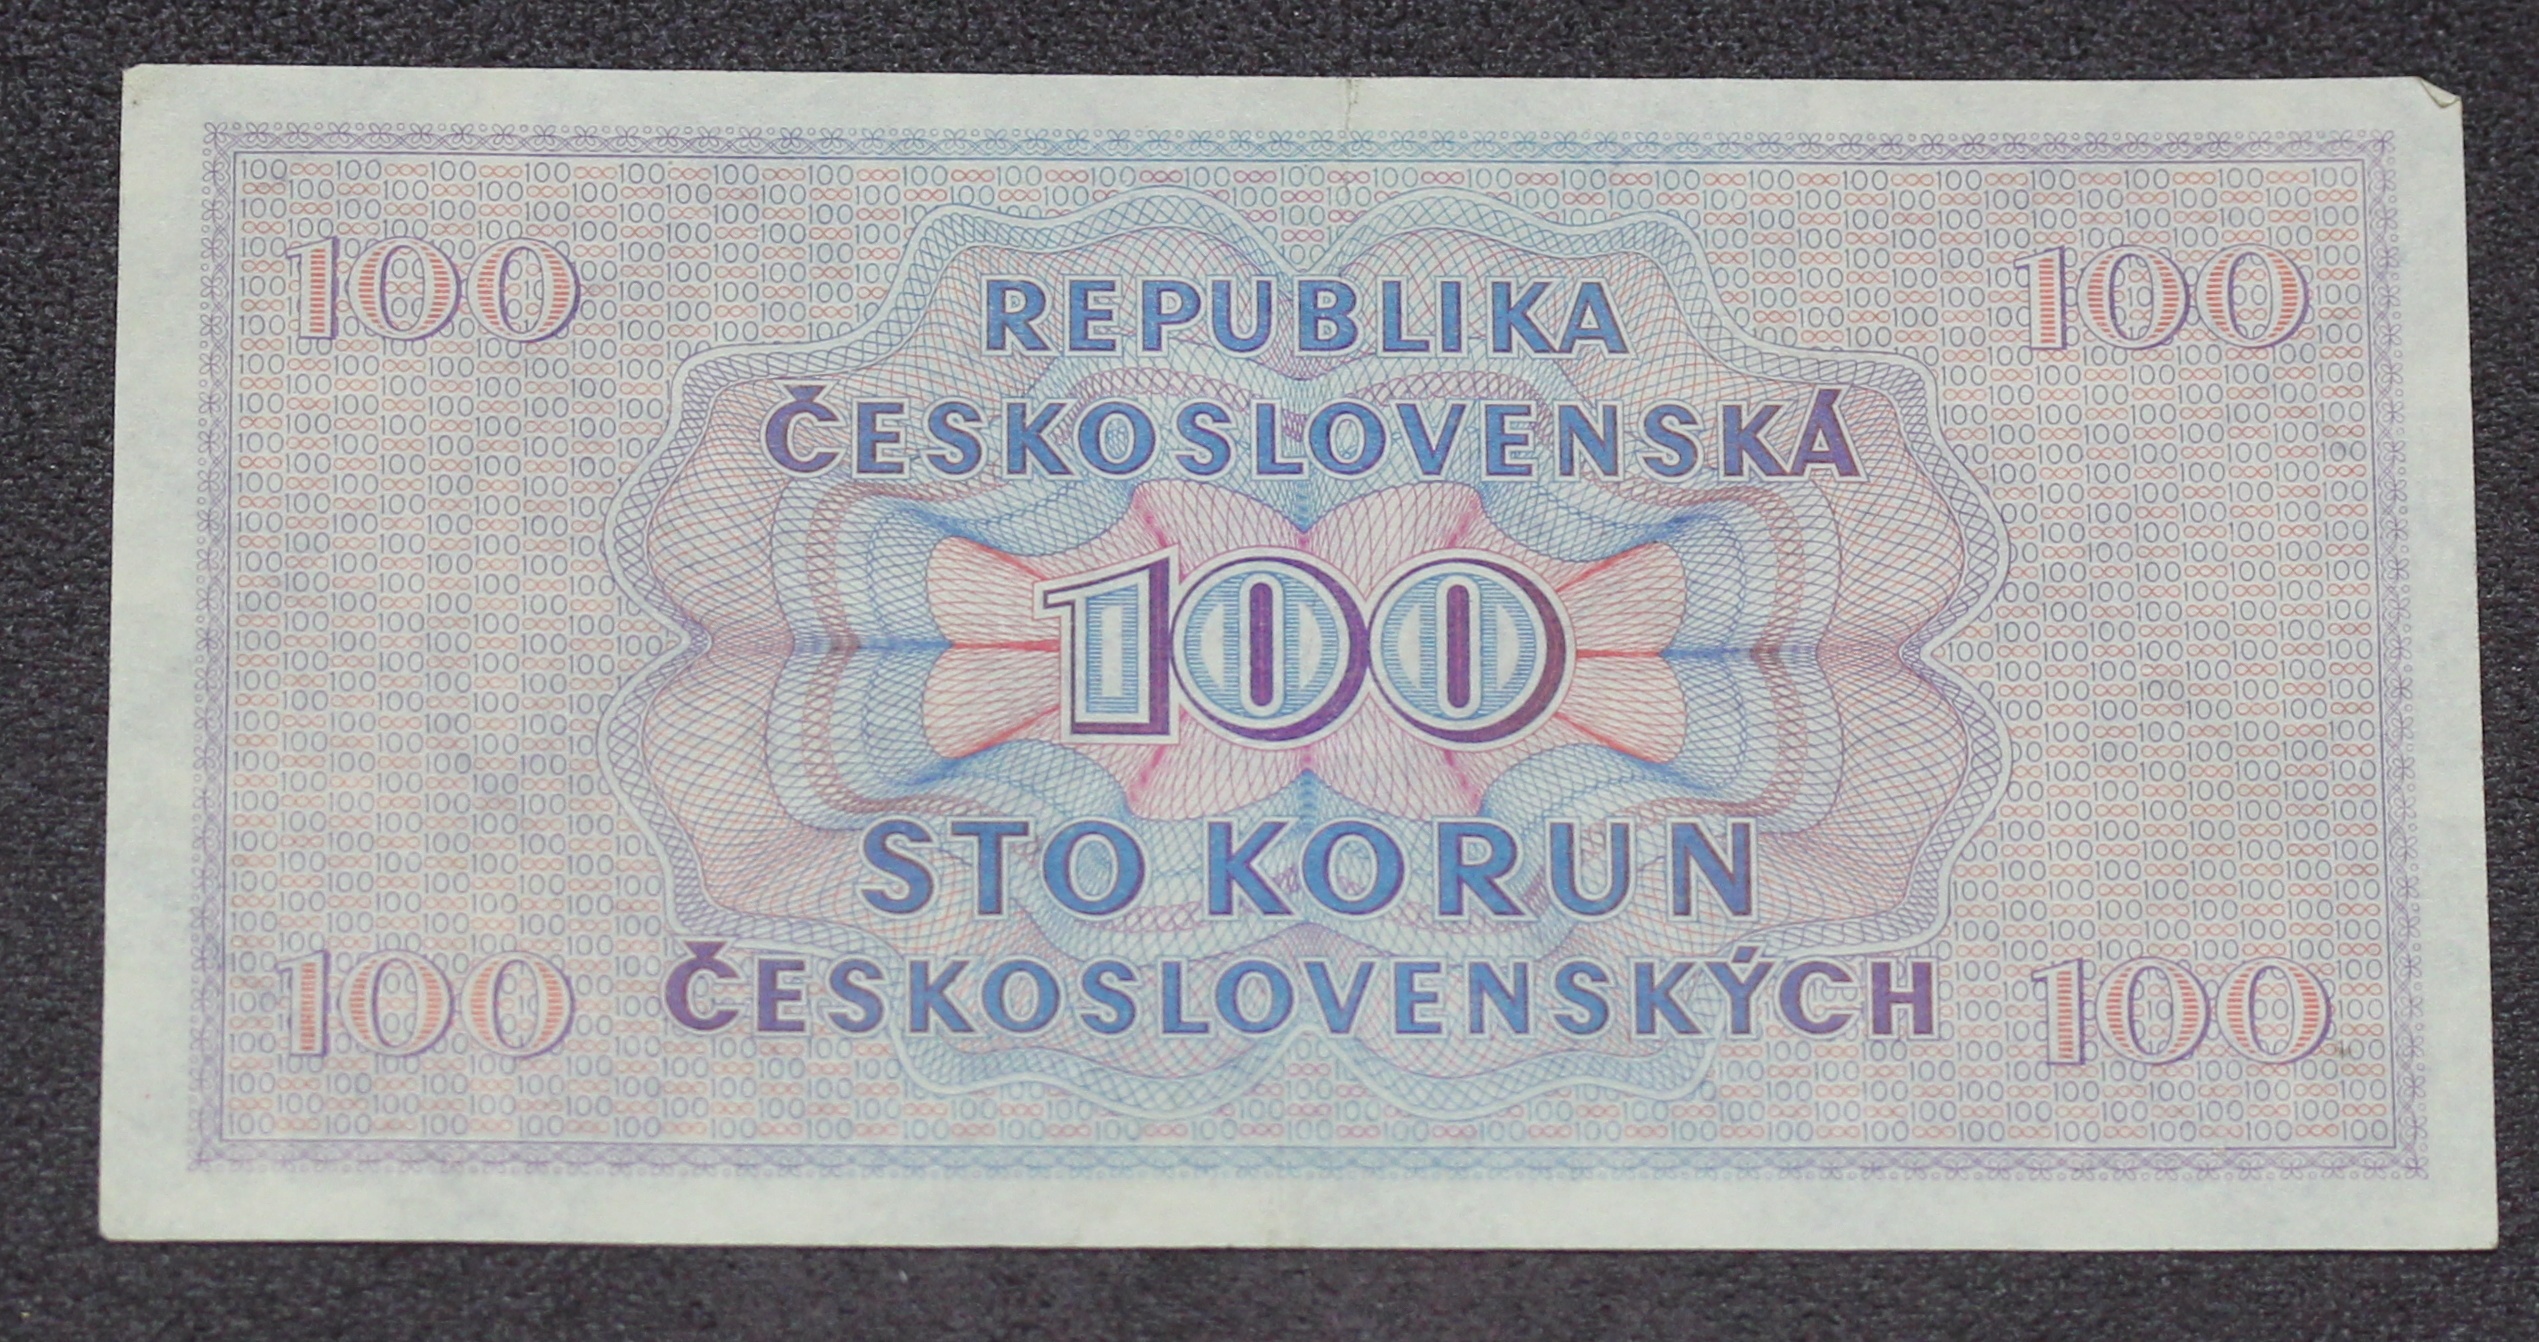 100 100
REPUBLIKA
ČESKOSLOVENSKÁ
100
STO KORUN
ČESKOSLOVENSKÝCH
100 100